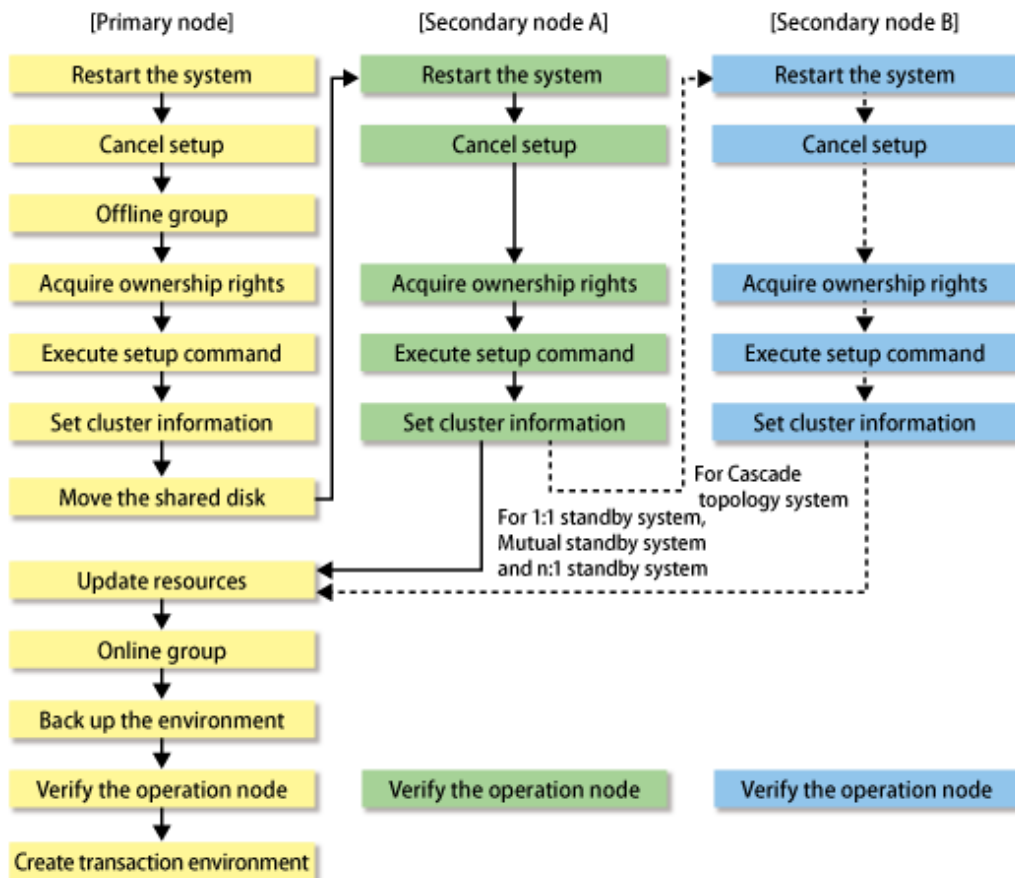 [Primary node]
[Secondary node A]
[Secondary node B]
Restart the system
Restart the system
Restart the system
Cancel setup
Cancel setup
Cancel setup
Offline group
Acquire ownership rights
Acquire ownership rights
Acquire ownership rights
Execute setup command
Execute setup command
Execute setup command
Set cluster information
Set cluster information
Set cluster information
Move the shared disk
For Cascade
topology system
For 1:1 standby system,
Mutual standby system
and n:1 standby system
Update resources
Online group
Back up the environment
Verify the operation node
Verify the operation node
Verify the operation node
Create transaction environment